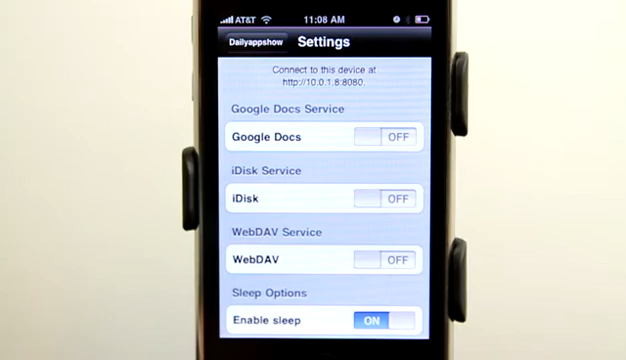 AT&T 11:08 AM
Dailyappshow Settings
Connect to this device at
http://10.0.1.8:8080.
Google Docs Service
Google Docs OFF
iDisk Service
iDisk OFF
WebDAV Service
WebDAV OFF
Sleep Options
Enable sleep ON